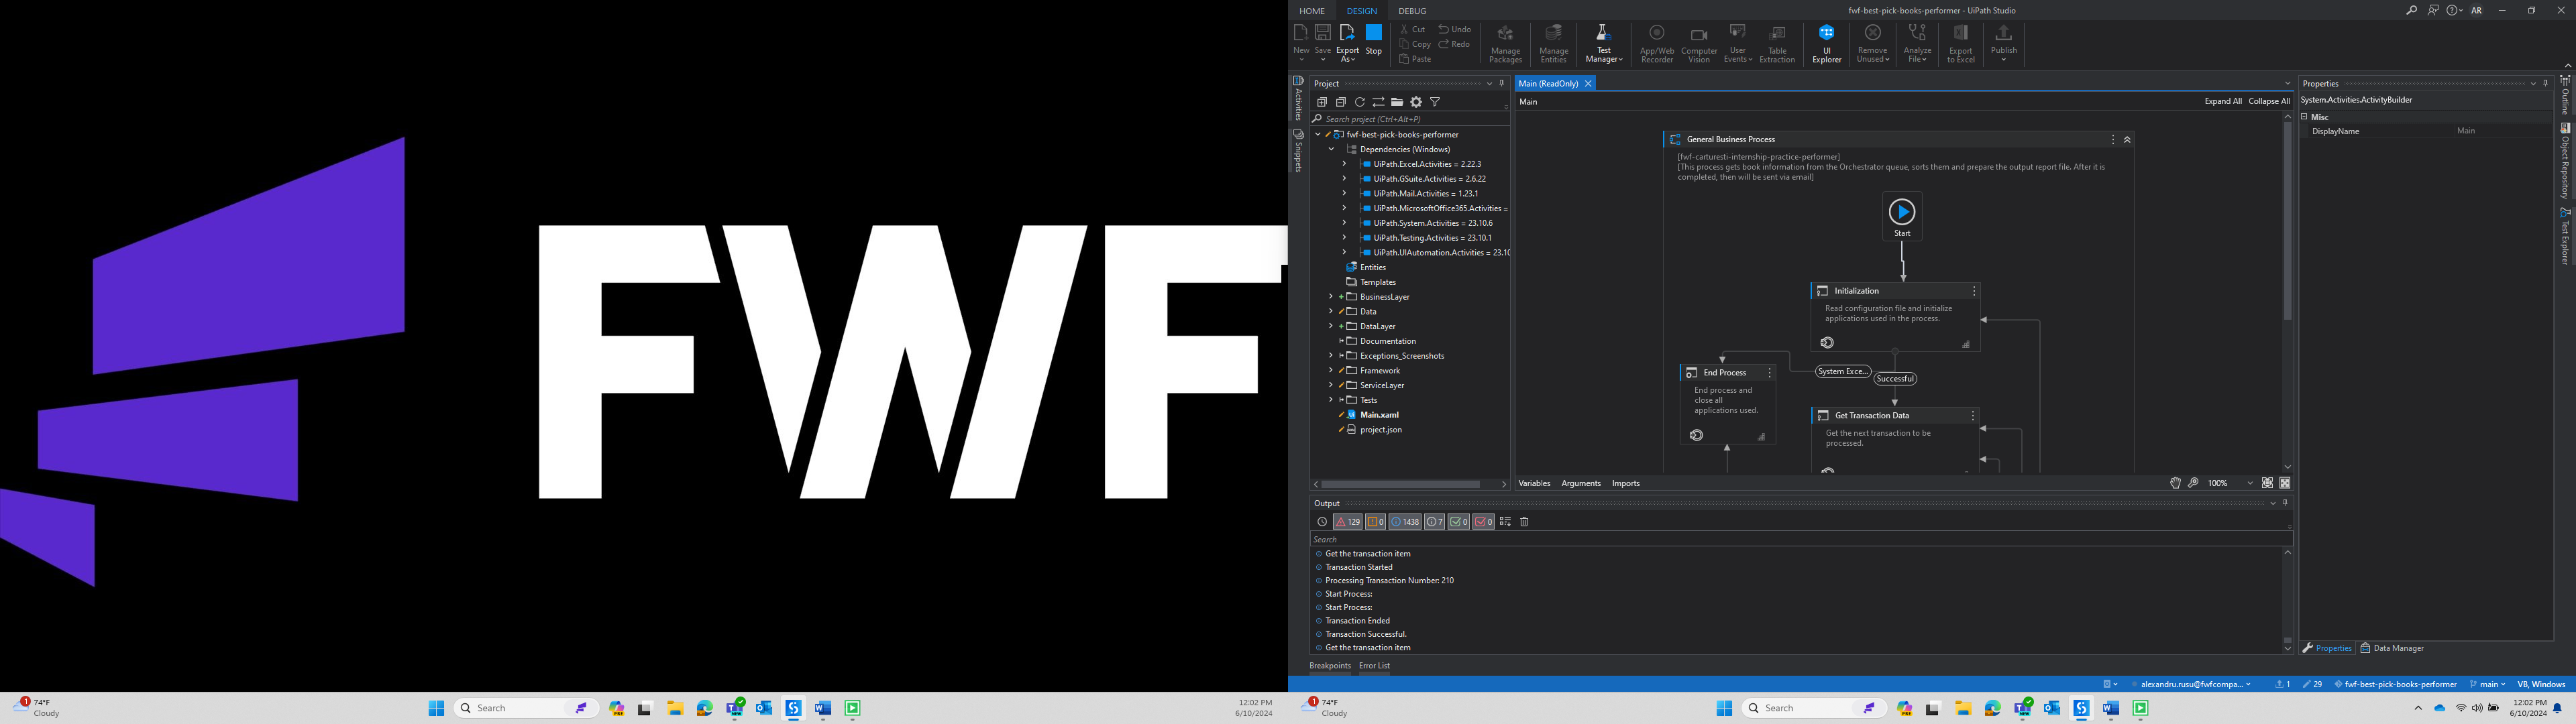 FWF
1
74°F
Cloudy
Search
12:02 PM
6/10/2024
HOME
DESIGN
DEBUG
fwf-best-pick-books-performer - UiPath Studio
AR
New
Save
Export
As
Stop
Cut
Copy
Paste
Undo
Redo
Manage
Packages
Manage
Entities
Test
Manager
App/Web
Recorder
Computer
Vision
User
Events
Table
Extraction
UI
Explorer
Remove
Unused
Analyze
File
Export
to Excel
Publish
Activities
Snippets
Project
Search project (Ctrl+Alt+P)
fwf-best-pick-books-performer
Dependencies (Windows)
UiPath.Excel.Activities = 2.22.3
UiPath.GSuite.Activities = 2.6.22
UiPath.Mail.Activities = 1.23.1
UiPath.MicrosoftOffice365.Activities =
UiPath.System.Activities = 23.10.6
UiPath.Testing.Activities = 23.10.1
UiPath.UIAutomation.Activities = 23.10
Entities
Templates
BusinessLayer
Data
DataLayer
Documentation
Exceptions_Screenshots
Framework
ServiceLayer
Tests
Main.xaml
project.json
Main (ReadOnly)
Main
Expand All
Collapse All
General Business Process
[fwf-carturesti-internship-practice-performer]
[This process gets book information from the Orchestrator queue, sorts them and prepare the output report file. After it is
completed, then will be sent via email]
Start
Initialization
Read configuration file and initialize
applications used in the process.
System Exce...
Successful
End Process
End process and
close all
applications used.
Get Transaction Data
Get the next transaction to be
processed.
Variables
Arguments
Imports
100%
Properties
System.Activities.ActivityBuilder
Misc
DisplayName
Main
Outline
Object Repository
Test Explorer
Output
129
0
1438
7
0
0
Search
Get the transaction item
Transaction Started
Processing Transaction Number: 210
Start Process:
Start Process:
Transaction Ended
Transaction Successful.
Get the transaction item
Breakpoints
Error List
Properties
Data Manager
alexandru.rusu@fwfcompa...
1
29
fwf-best-pick-books-performer
main
VB, Windows
1
74°F
Cloudy
Search
12:02 PM
6/10/2024